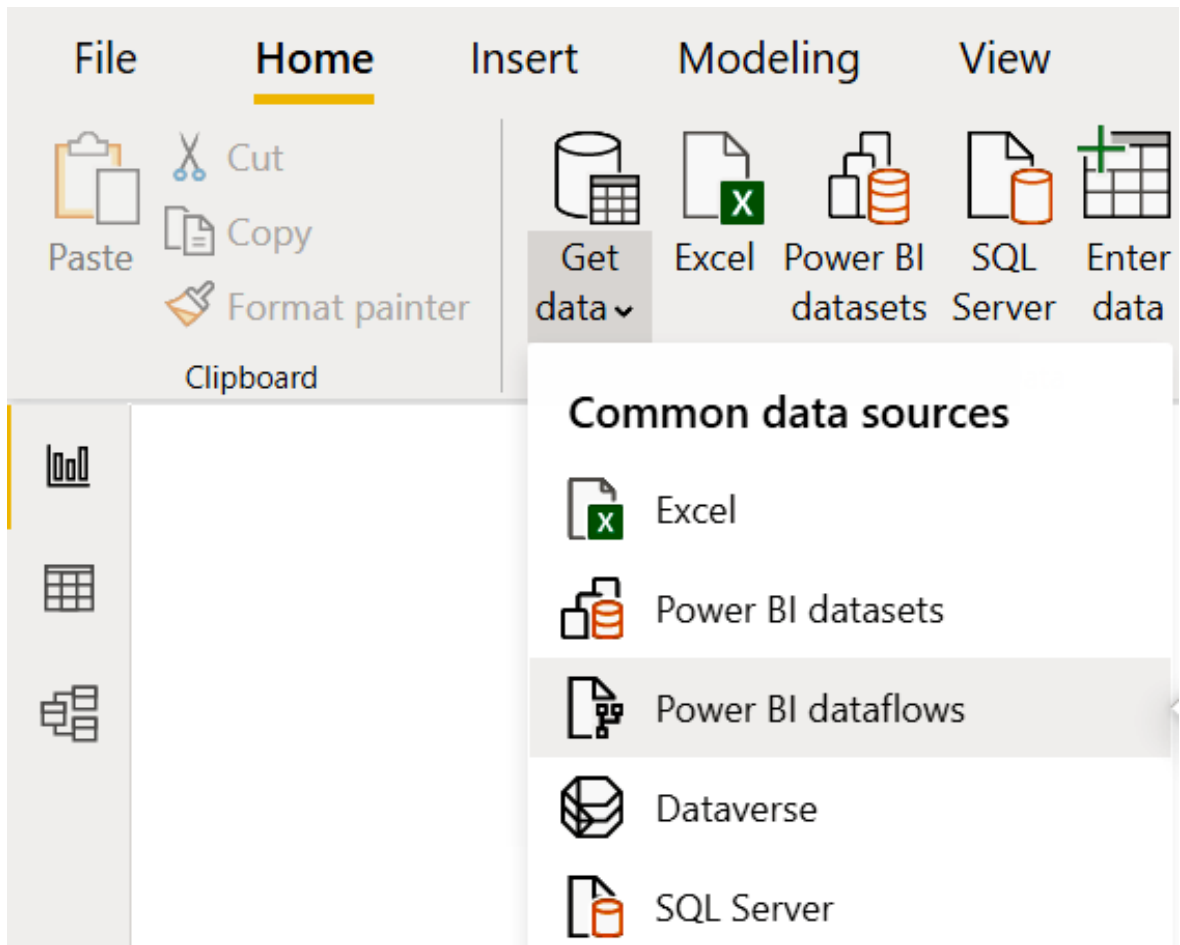 File Home Insert Modeling View
Cut
Copy
Paste
Format painter
Clipboard
Get data
Excel
Power BI datasets
SQL Server
Enter data
Common data sources
Excel
Power BI datasets
Power BI dataflows
Dataverse
SQL Server